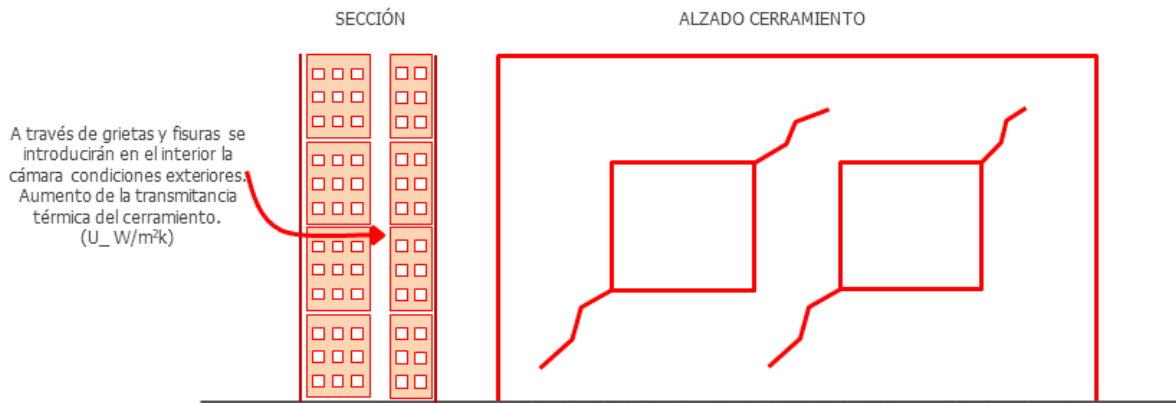 SECCIÓN
ALZADO CERRAMIENTO
A través de grietas y fisuras se
introducirán en el interior la
cámara condiciones exteriores.
Aumento de la transmitancia
térmica del cerramiento.
(U_ W/m²k)